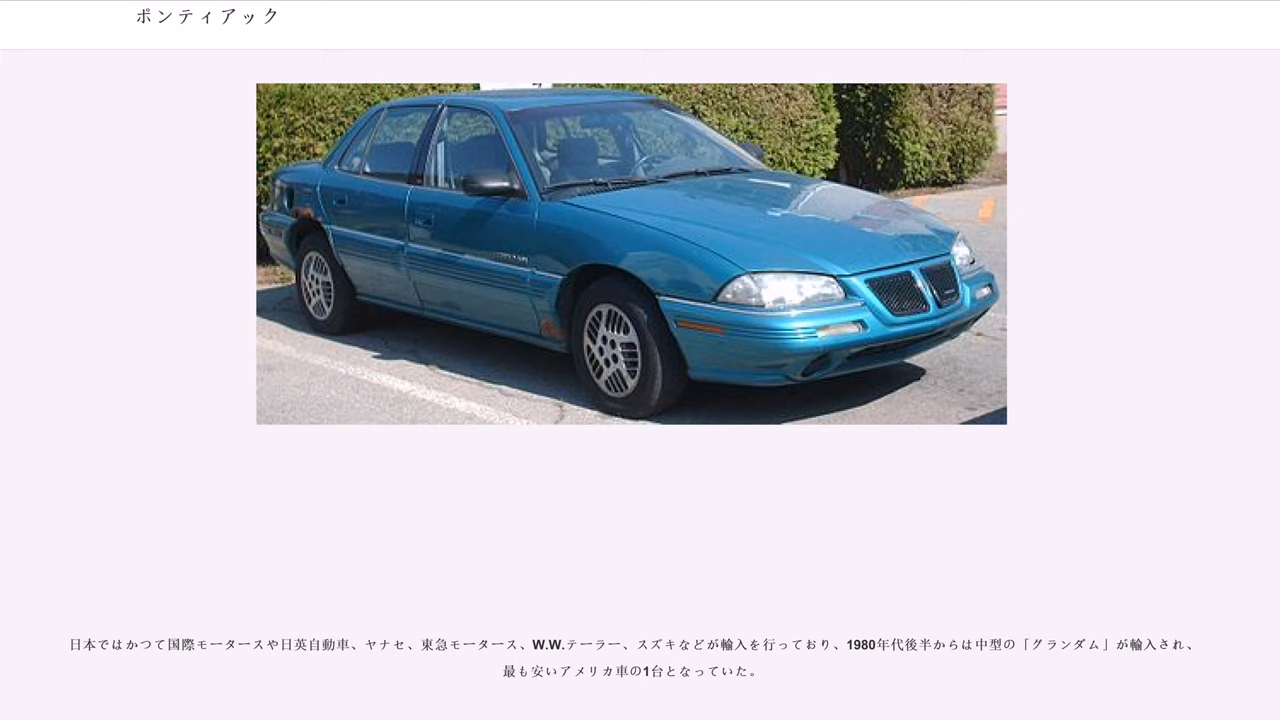 ポンティアック
日本ではかつて国際モータースや日英自動車、ヤナセ、東急モータース、W.W.テーラー、スズキなどが輸入を行っており、1980年代後半からは中型の「グランダム」が輸入され、
最も安いアメリカ車の1台となっていた。